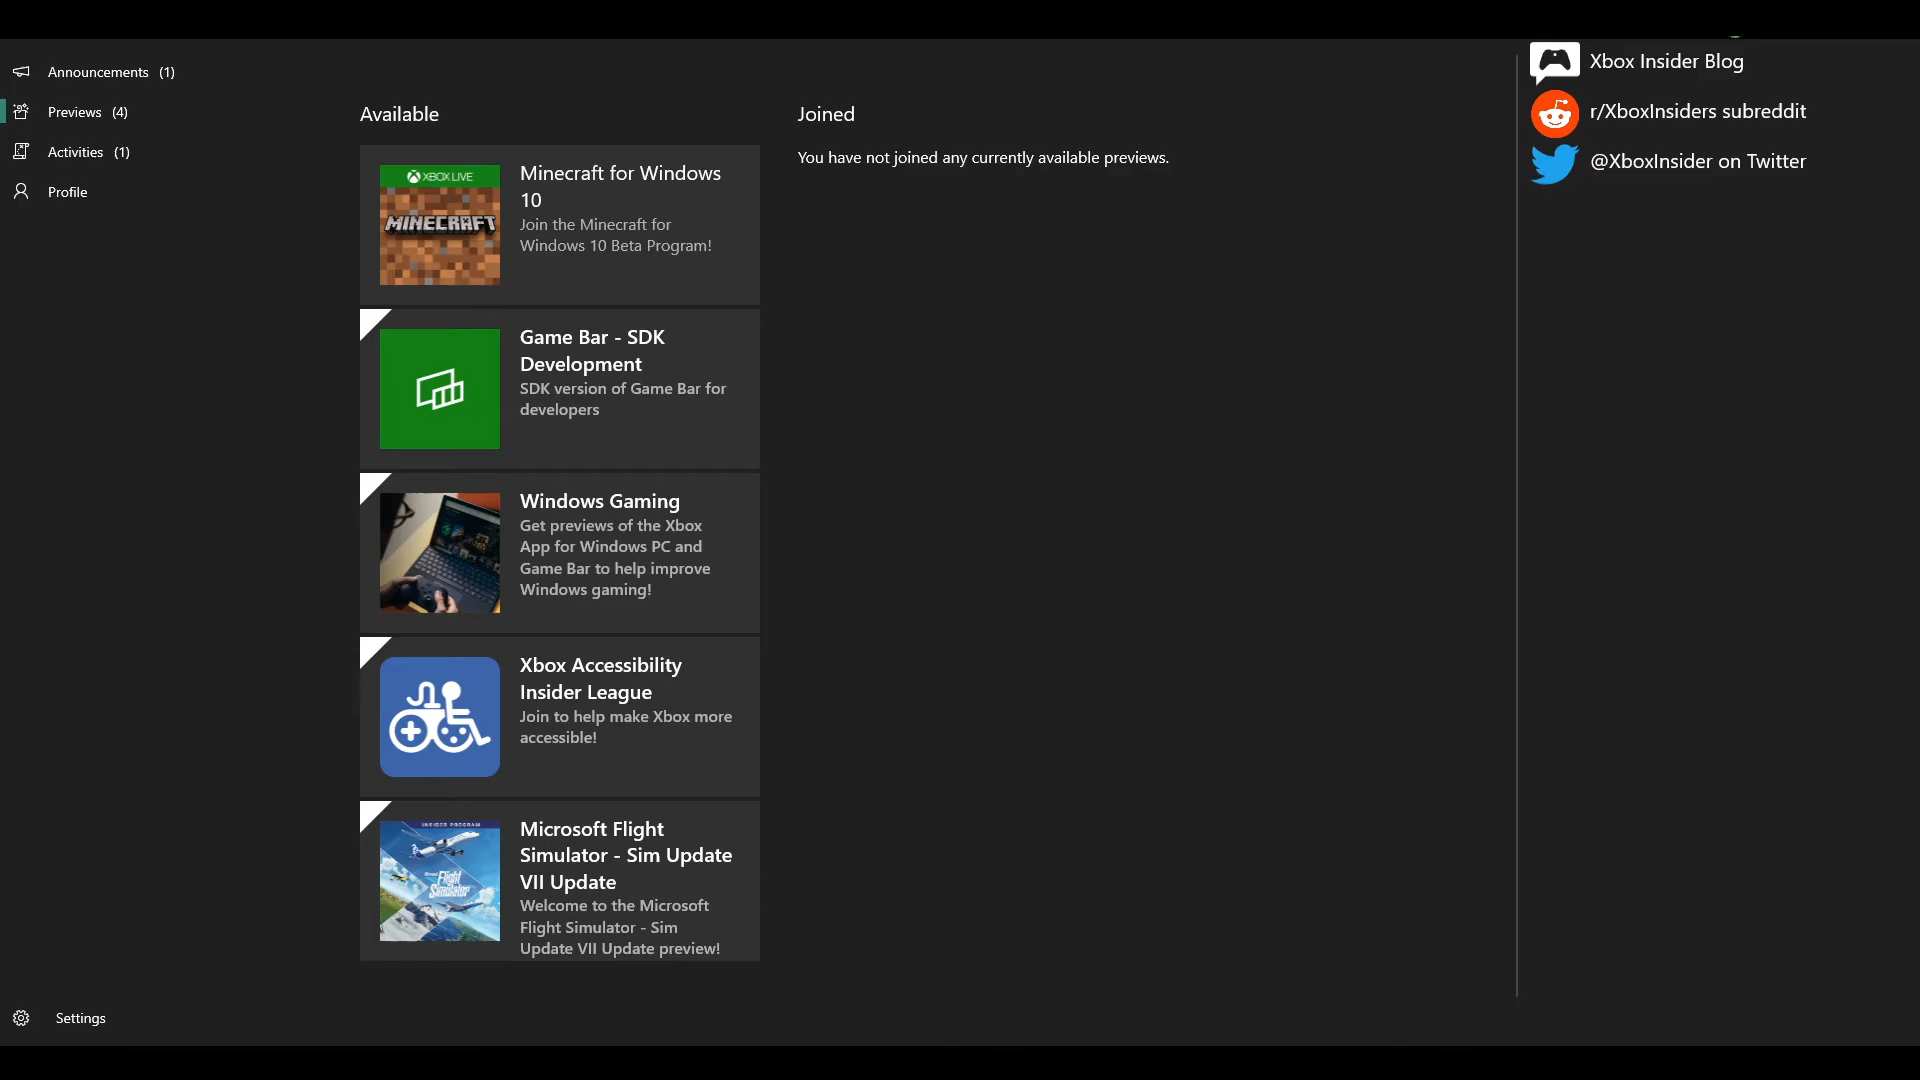 Announcements (1)
Previews (4)
Activities (1)
Profile
Settings
Available
XBOX LIVE
MINECRAFT
Minecraft for Windows
10
Join the Minecraft for
Windows 10 Beta Program!
Game Bar - SDK
Development
SDK version of Game Bar for
developers
Windows Gaming
Get previews of the Xbox
App for Windows PC and
Game Bar to help improve
Windows gaming!
Xbox Accessibility
Insider League
Join to help make Xbox more
accessible!
INSIDER PROGRAM
Microsoft
Flight
Simulator
Microsoft Flight
Simulator - Sim Update
VII Update
Welcome to the Microsoft
Flight Simulator - Sim
Update VII Update preview!
Joined
You have not joined any currently available previews.
Xbox Insider Blog
r/XboxInsiders subreddit
@XboxInsider on Twitter